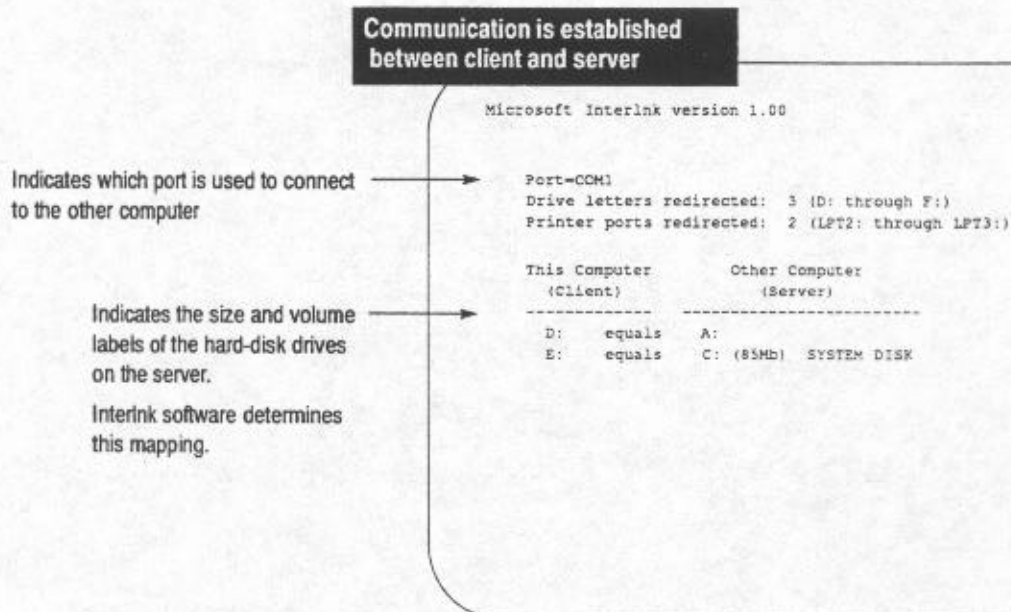 Communication is established
between client and server
Microsoft Interlnk version 1.00
Indicates which port is used to connect
to the other computer
Port=COM1
Drive letters redirected: 3 (D: through F:)
Printer ports redirected: 2 (LPT2: through LPT3:)
This Computer Other Computer
(Client) (Server)
------------- -------------------------
Indicates the size and volume
labels of the hard-disk drives
on the server.
Interlnk software determines
this mapping.
D: equals A:
E: equals C: (85Mb) SYSTEM DISK